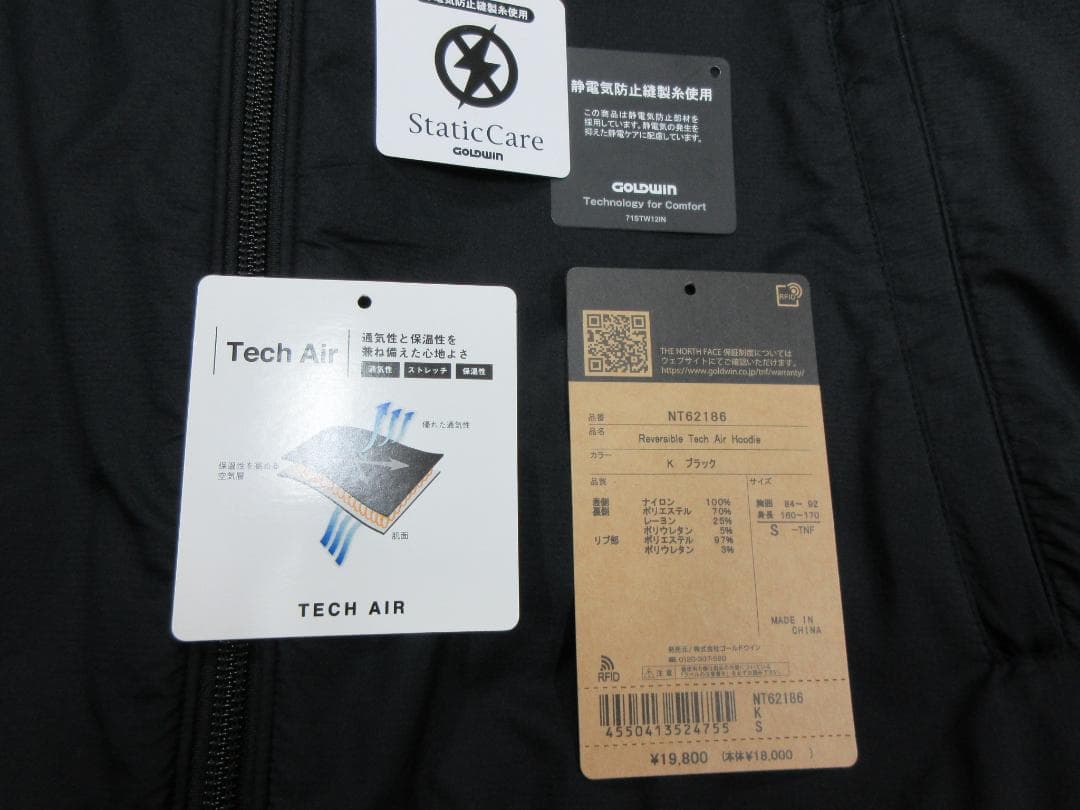 電気防止縫製糸使用
StaticCare
GOLDWIN
静電気防止縫製糸使用
この商品は静電気防止部材を
採用しています。静電気の発生を
抑えた静電ケアに配慮しています。
GOLDWIN
Technology for Comfort
71STW12IN
Tech Air
通気性と保温性を
兼ね備えた心地よさ
通気性 ストレッチ 保温性
優れた通気性
保温性を高める
空気層
肌面
TECH AIR
RFID
THE NORTH FACE 保証制度については
ウェブサイトにてご確認いただけます。
https://www.goldwin.co.jp/tnf/warranty/
品番 NT62186
品名 Reversible Tech Air Hoodie
カラー K ブラック
品質 サイズ
表側 ナイロン 100%
裏側 ポリエステル 70%
レーヨン 25%
ポリウレタン 5%
リブ部 ポリエステル 97%
ポリウレタン 3%
胸囲 84～ 92
身長 160～170
S -TNF
MADE IN
CHINA
発売元/株式会社ゴールドウイン
0120-307-560
RFID
注意
4550413524755
NT62186
K
S
¥19,800 (本体¥18,000 )